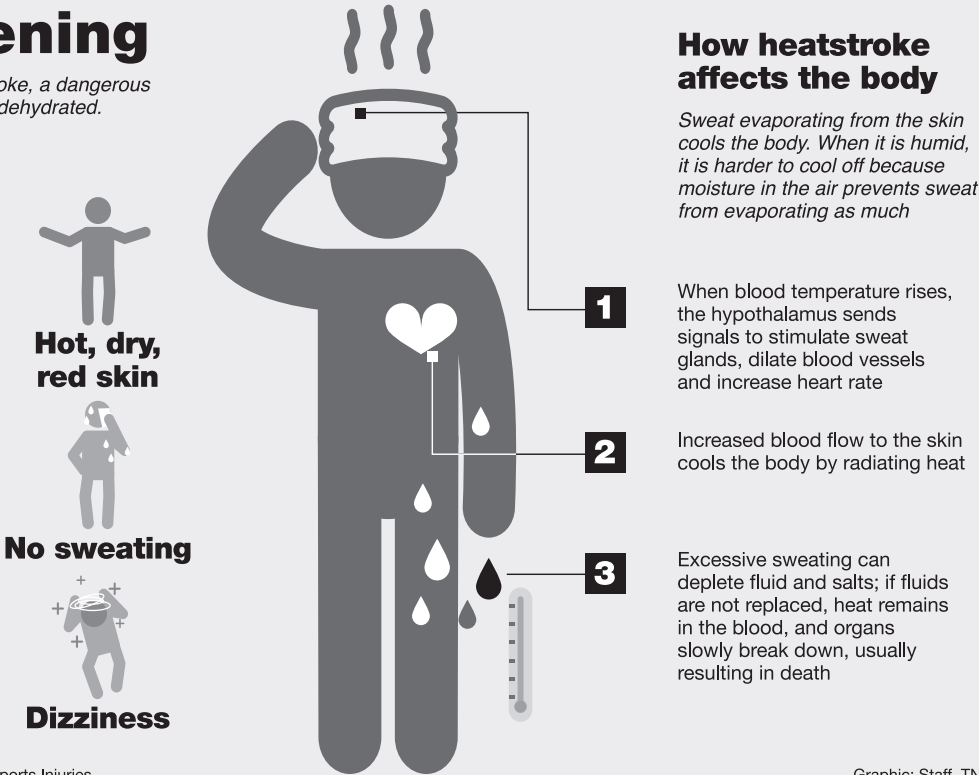 ening
oke, a dangerous
dehydrated.
Hot, dry,
red skin
No sweating
Dizziness
How heatstroke
affects the body
Sweat evaporating from the skin
cools the body. When it is humid,
it is harder to cool off because
moisture in the air prevents sweat
from evaporating as much
1
When blood temperature rises,
the hypothalamus sends
signals to stimulate sweat
glands, dilate blood vessels
and increase heart rate
2
Increased blood flow to the skin
cools the body by radiating heat
3
Excessive sweating can
deplete fluid and salts; if fluids
are not replaced, heat remains
in the blood, and organs
slowly break down, usually
resulting in death
ports Injuries
Graphic: Staff, TN